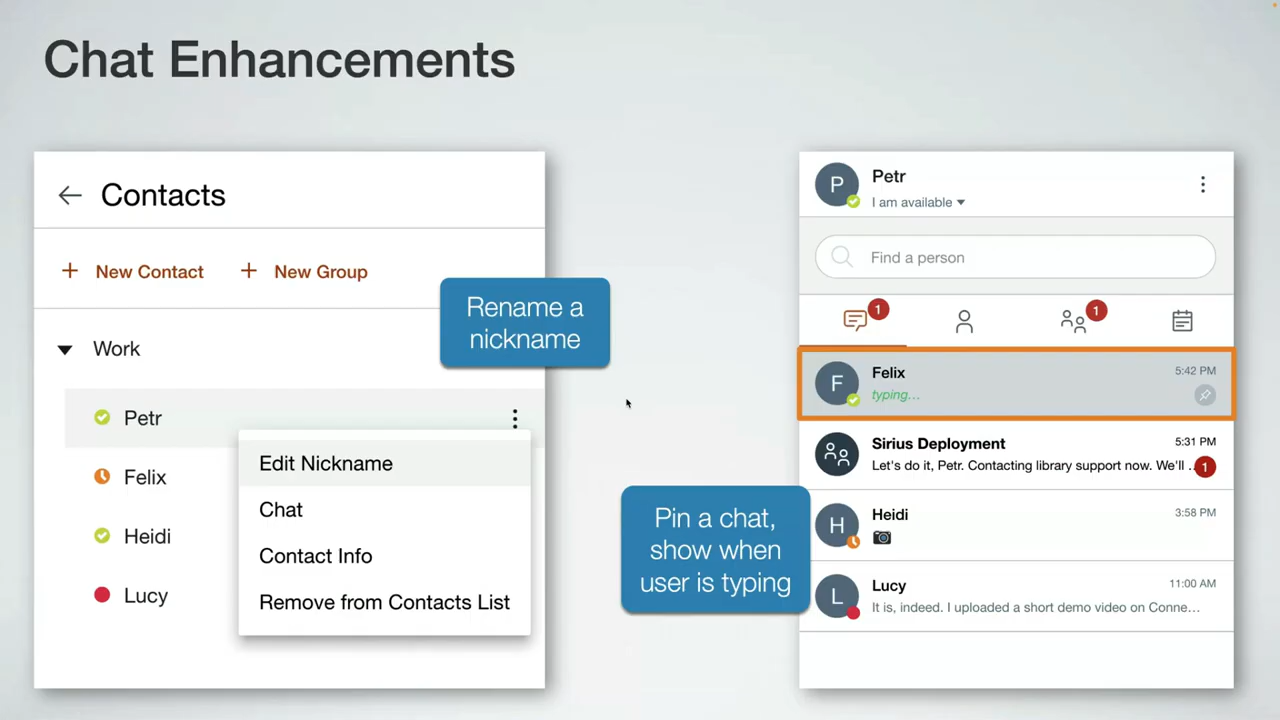 Chat Enhancements
Contacts
+ New Contact + New Group
Work
Petr
Felix
Heidi
Lucy
Edit Nickname
Chat
Contact Info
Remove from Contacts List
Rename a
nickname
Pin a chat,
show when
user is typing
P
Petr
I am available
Find a person
1
1
F
Felix
5:42 PM
typing...
Sirius Deployment
5:31 PM
Let's do it, Petr. Contacting library support now. We'll ..
1
H
Heidi
3:58 PM
L
Lucy
11:00 AM
It is, indeed. I uploaded a short demo video on Conne...